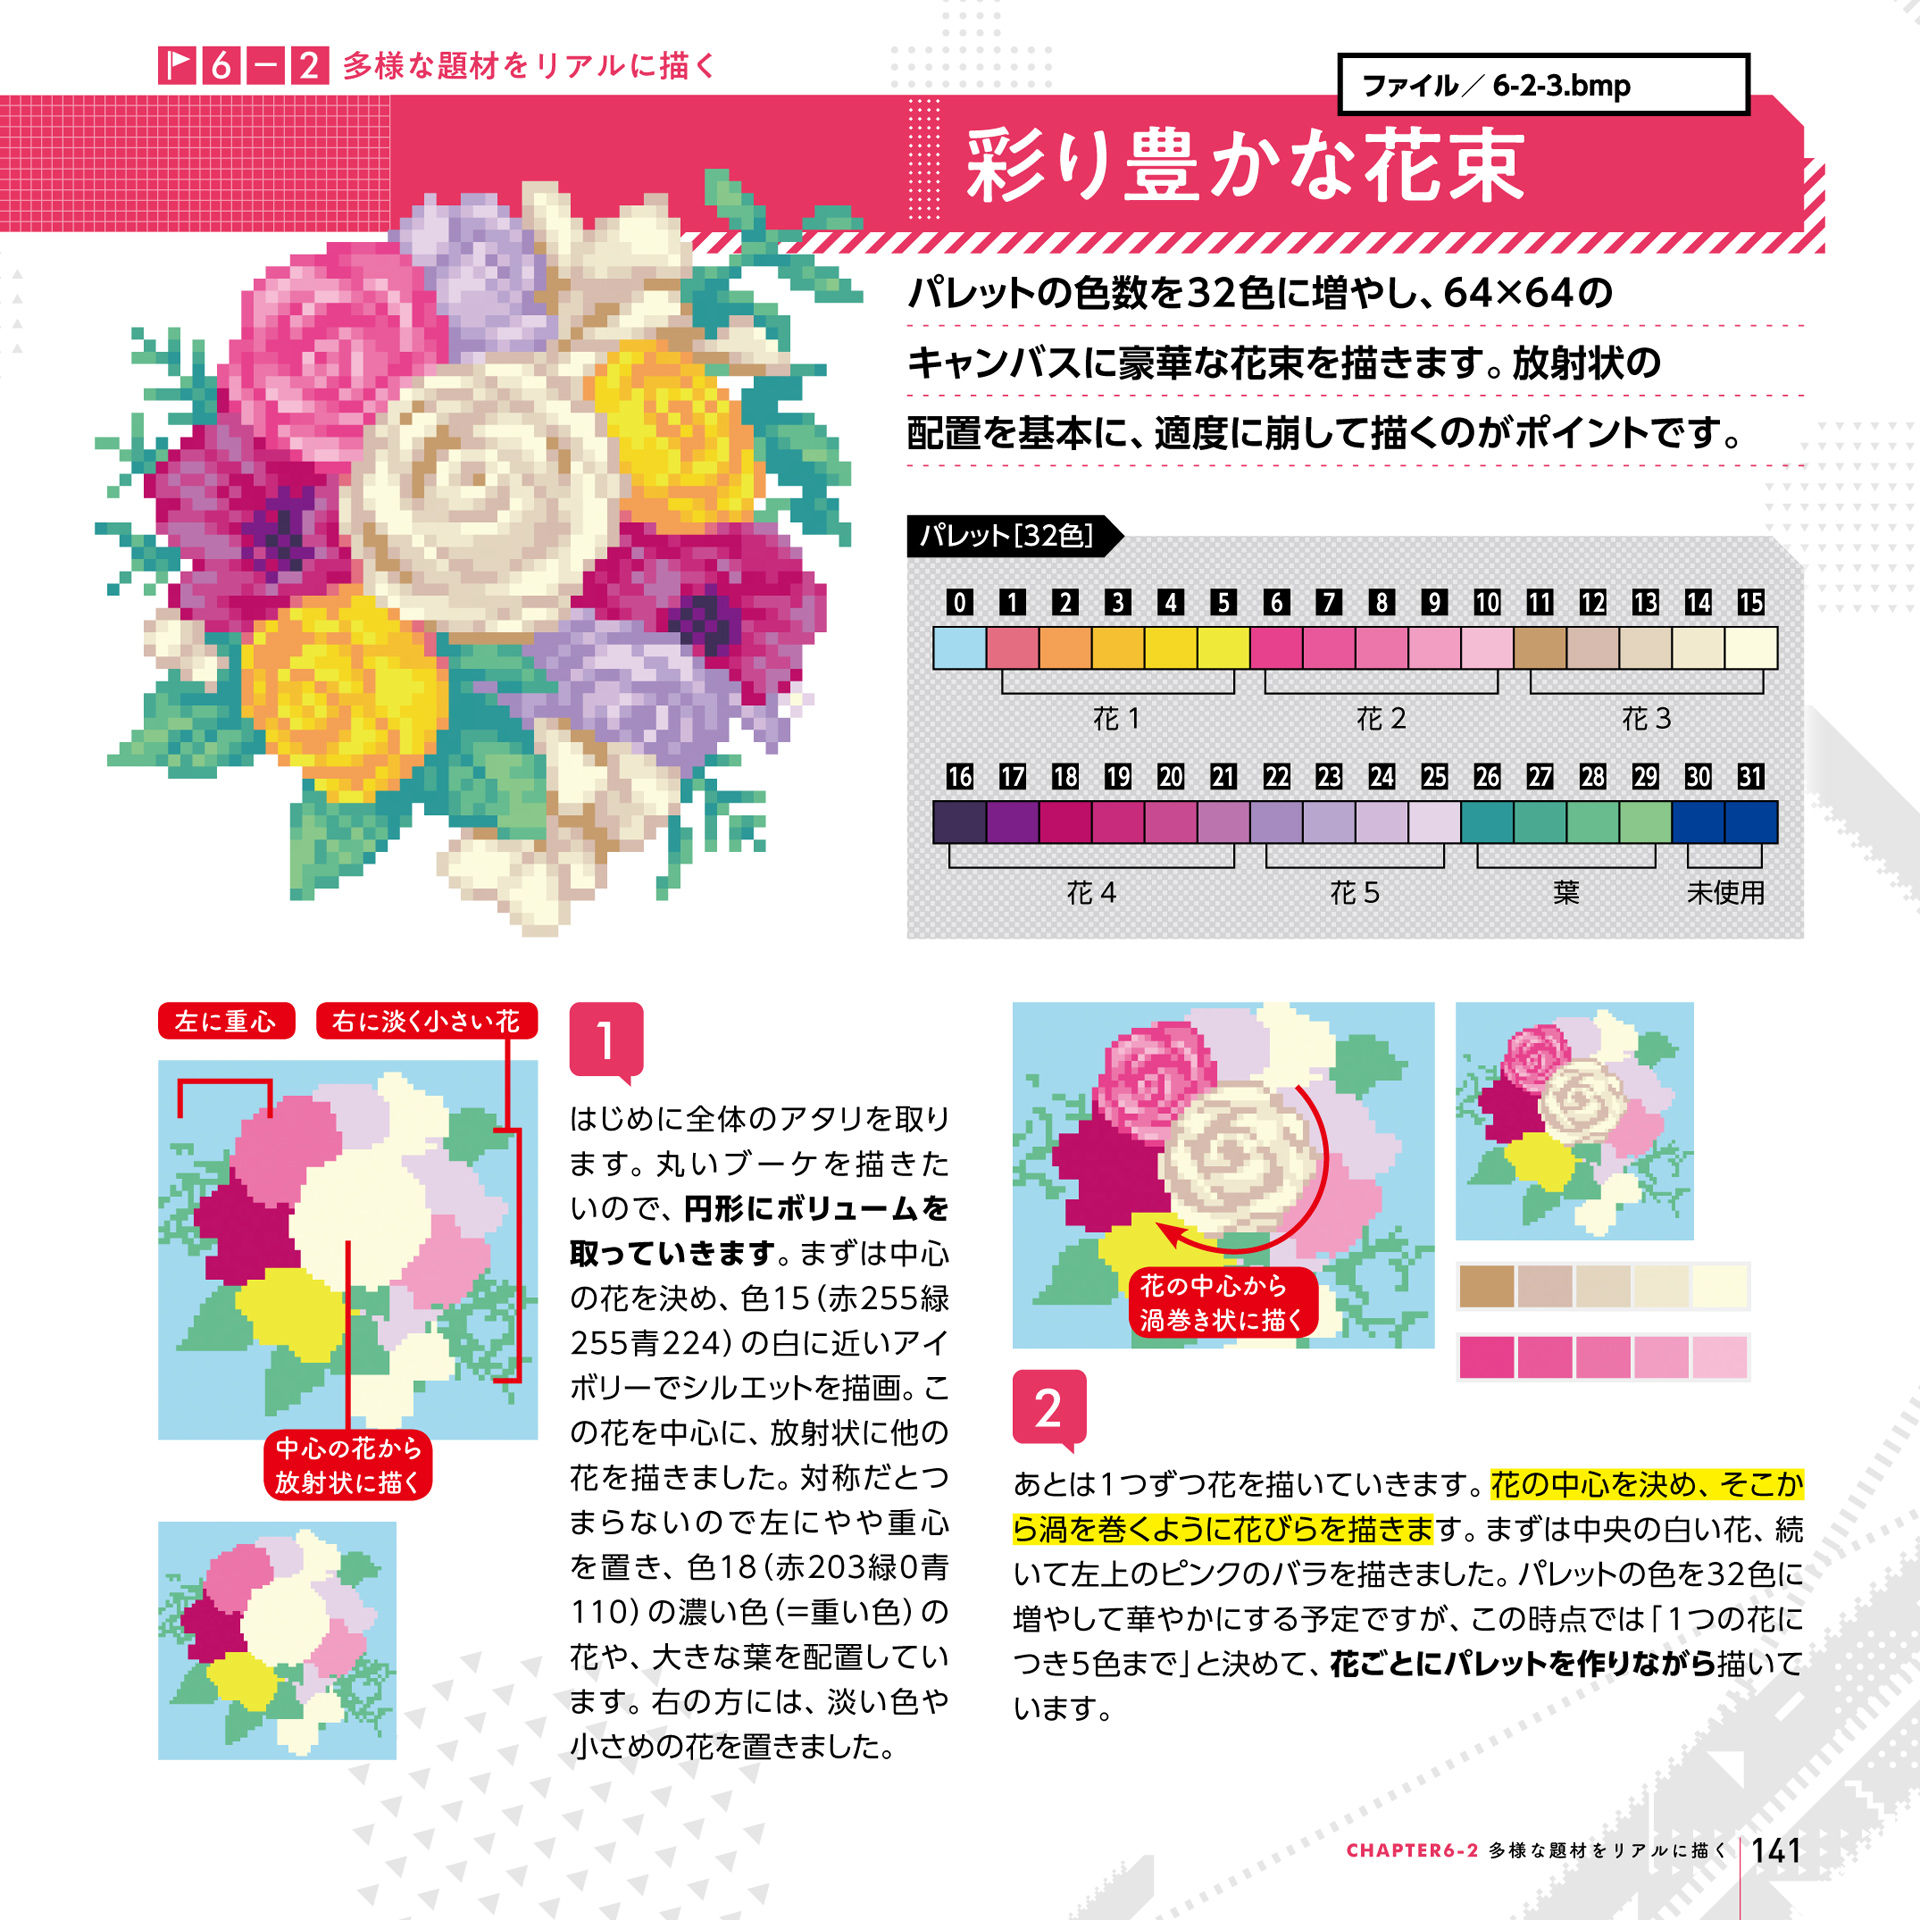 6-2 多様な題材をリアルに描く
ファイル／6-2-3.bmp
彩り豊かな花束
パレットの色数を32色に増やし、64×64の
キャンバスに豪華な花束を描きます。放射状の
配置を基本に、適度に崩して描くのがポイントです。
パレット[32色]
0 1 2 3 4 5 6 7 8 9 10 11 12 13 14 15
花1 花2 花3
16 17 18 19 20 21 22 23 24 25 26 27 28 29 30 31
花4 花5 葉 未使用
左に重心
右に淡く小さい花
中心の花から
放射状に描く
1
はじめに全体のアタリを取り
ます。丸いブーケを描きた
いので、円形にボリュームを
取っていきます。まずは中心
の花を決め、色15（赤255緑
255青224）の白に近いアイ
ボリーでシルエットを描画。こ
の花を中心に、放射状に他の
花を描きました。対称だとつ
まらないので左にやや重心
を置き、色18（赤203緑0青
110）の濃い色（=重い色）の
花や、大きな葉を配置してい
ます。右の方には、淡い色や
小さめの花を置きました。
花の中心から
渦巻き状に描く
2
あとは1つずつ花を描いていきます。花の中心を決め、そこか
ら渦を巻くように花びらを描きます。まずは中央の白い花、続
いて左上のピンクのバラを描きました。パレットの色を32色に
増やして華やかにする予定ですが、この時点では「1つの花に
つき5色まで」と決めて、花ごとにパレットを作りながら描いて
います。
CHAPTER6-2 多様な題材をリアルに描く 141